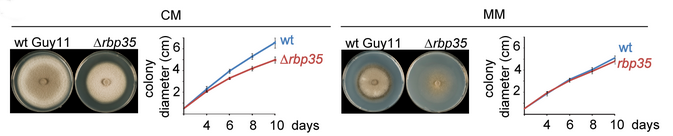 CM
wt Guy11 Δrbp35
colony
diameter (cm)
6
4
2
wt
Δrbp35
4 6 8 10 days
MM
wt Guy11 Δrbp35
colony
diameter (cm)
6
4
2
wt
rbp35
4 6 8 10 days